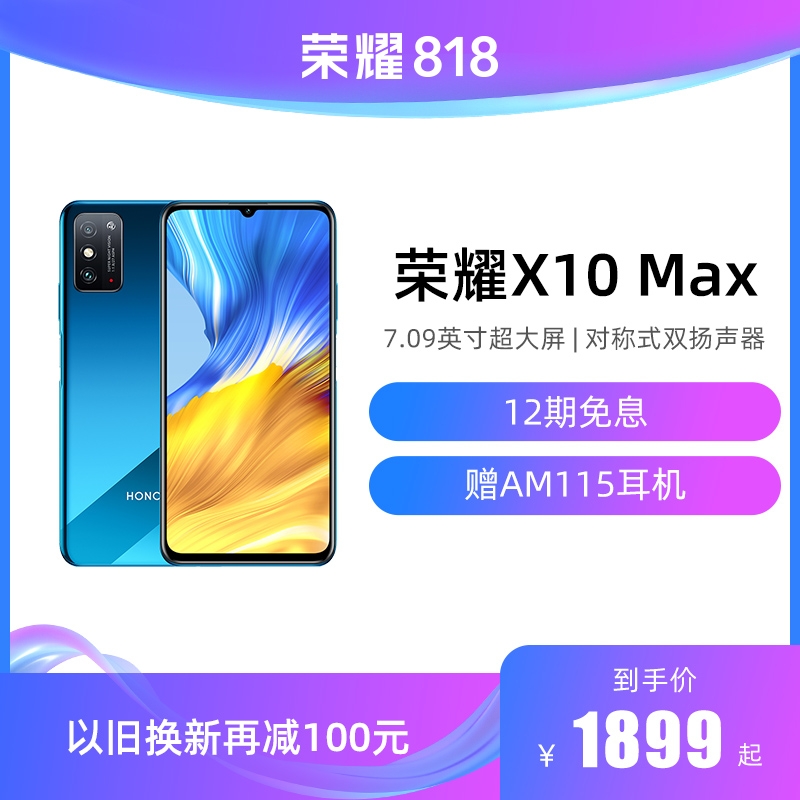 荣耀818
荣耀X10 Max
7.09英寸超大屏 | 对称式双扬声器
12期免息
赠AM115耳机
HONO
到手价
¥ 1899 起
以旧换新再减100元